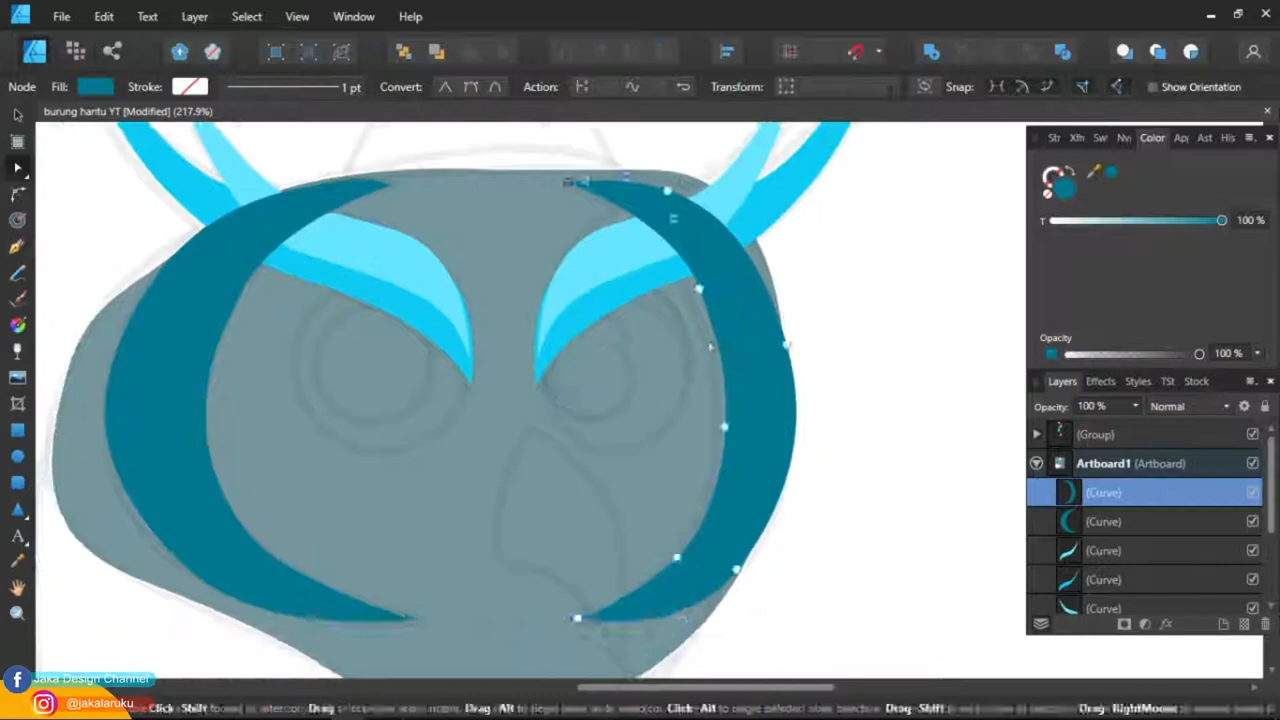 File Edit Text Layer Select View Window Help
Node Fill: Stroke: 1 pt Convert: Action: Transform: Snap: Show Orientation
burung hantu YT [Modified] (217.9%)
Str Xfm Sw Color Ap Ast His
T 100 %
Opacity
100 %
Layers Effects Styles TSt Stock
Opacity: 100 % Normal
(Group)
Artboard1 (Artboard)
(Curve)
(Curve)
(Curve)
(Curve)
(Curve)
Jaka Design Channel
@jakalaruku
Click Shift Drag Drag Alt Click Alt Drag Shift Drag RightMouse